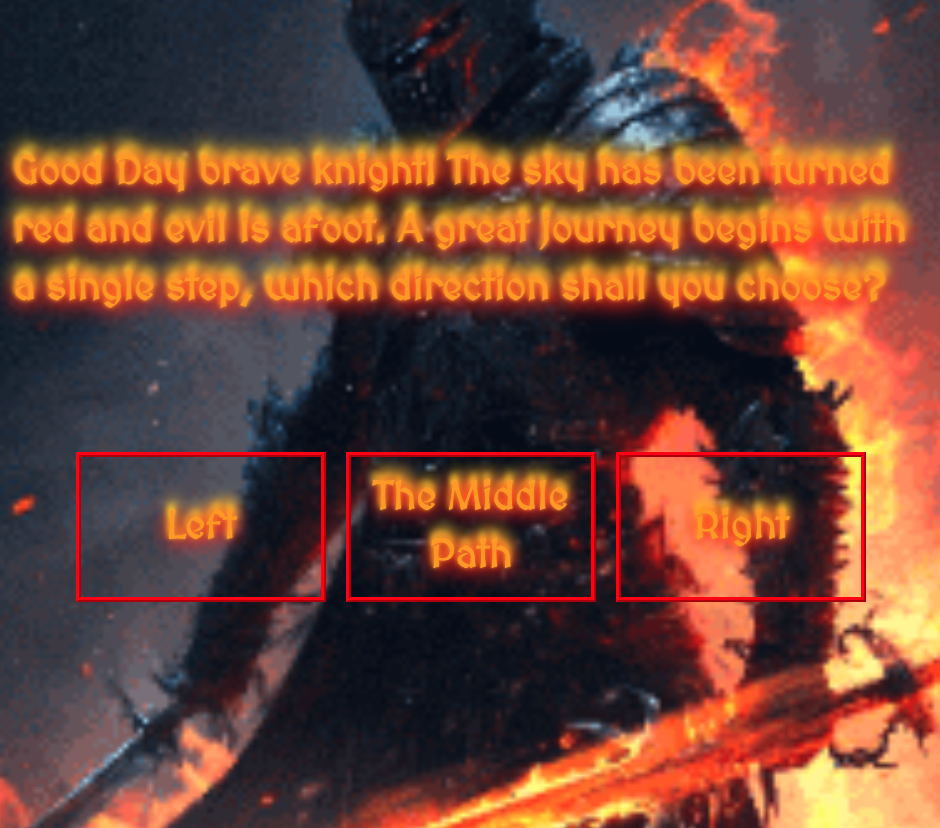 Good Day brave knight! The sky has been turned
red and evil is afoot. A great journey begins with
a single step, which direction shall you choose?
Left
The Middle
Path
Right